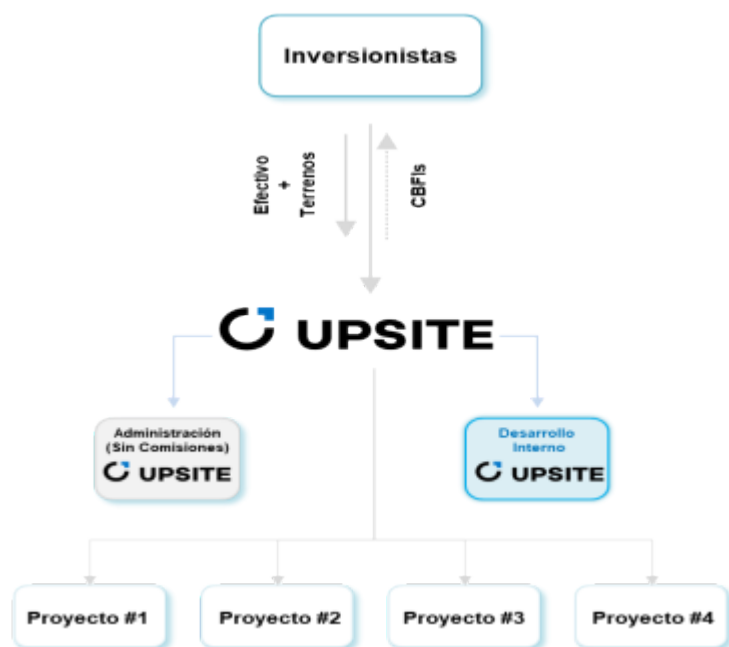 Inversionistas
Efectivo
+
Terrenos
CBFIs
UPSITE
Administración
(Sin Comisiones)
UPSITE
Desarrollo
Interno
UPSITE
Proyecto #1
Proyecto #2
Proyecto #3
Proyecto #4